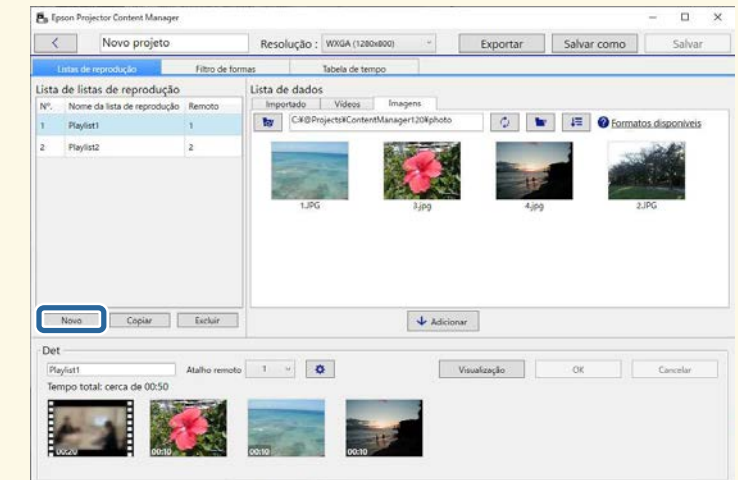 Epson Projector Content Manager
Novo projeto Resolução : WXGA (1280x800) Exportar Salvar como Salvar
Listas de reprodução Filtro de formas Tabela de tempo
Lista de listas de reprodução
Nº. Nome da lista de reprodução Remoto
1 Playlist1 1
2 Playlist2 2
Novo Copiar Excluir
Lista de dados
Importado Vídeos Imagens
C:¥@Projects¥ContentManager120¥photo Formatos disponíveis
1.JPG 3.jpg 4.jpg 2.JPG
Adicionar
Det
Playlist1 Atalho remoto 1 Visualização OK Cancelar
Tempo total: cerca de 00:50
00:20 00:10 00:10 00:10